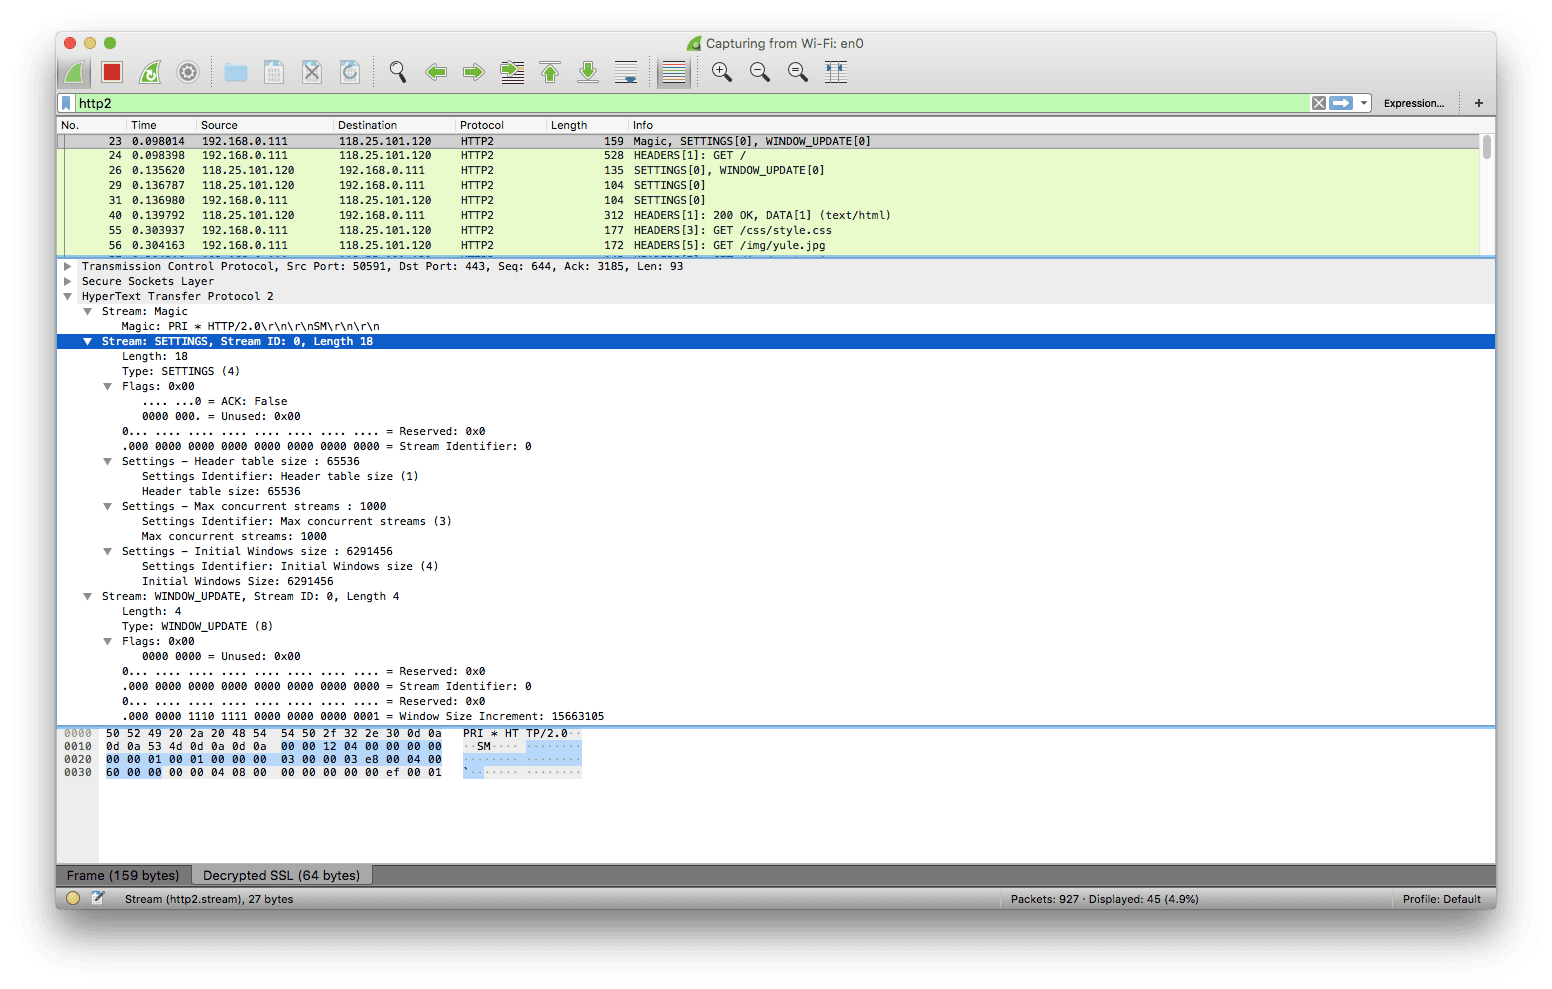 Capturing from Wi-Fi: en0
http2
Expression...
+
No. Time Source Destination Protocol Length Info
23 0.098014 192.168.0.111 118.25.101.120 HTTP2 159 Magic, SETTINGS[0], WINDOW_UPDATE[0]
24 0.098398 192.168.0.111 118.25.101.120 HTTP2 528 HEADERS[1]: GET /
26 0.135620 118.25.101.120 192.168.0.111 HTTP2 135 SETTINGS[0], WINDOW_UPDATE[0]
29 0.136787 118.25.101.120 192.168.0.111 HTTP2 104 SETTINGS[0]
31 0.136980 192.168.0.111 118.25.101.120 HTTP2 104 SETTINGS[0]
40 0.139792 118.25.101.120 192.168.0.111 HTTP2 312 HEADERS[1]: 200 OK, DATA[1] (text/html)
55 0.303937 192.168.0.111 118.25.101.120 HTTP2 177 HEADERS[3]: GET /css/style.css
56 0.304163 192.168.0.111 118.25.101.120 HTTP2 172 HEADERS[5]: GET /img/yule.jpg
Transmission Control Protocol, Src Port: 50591, Dst Port: 443, Seq: 644, Ack: 3185, Len: 93
Secure Sockets Layer
HyperText Transfer Protocol 2
Stream: Magic
Magic: PRI * HTTP/2.0\r\n\r\nSM\r\n\r\n
Stream: SETTINGS, Stream ID: 0, Length 18
Length: 18
Type: SETTINGS (4)
Flags: 0x00
.... ...0 = ACK: False
0000 000. = Unused: 0x00
0... .... .... .... .... .... .... .... = Reserved: 0x0
.000 0000 0000 0000 0000 0000 0000 0000 = Stream Identifier: 0
Settings - Header table size : 65536
Settings Identifier: Header table size (1)
Header table size: 65536
Settings - Max concurrent streams : 1000
Settings Identifier: Max concurrent streams (3)
Max concurrent streams: 1000
Settings - Initial Windows size : 6291456
Settings Identifier: Initial Windows size (4)
Initial Windows Size: 6291456
Stream: WINDOW_UPDATE, Stream ID: 0, Length 4
Length: 4
Type: WINDOW_UPDATE (8)
Flags: 0x00
0000 0000 = Unused: 0x00
0... .... .... .... .... .... .... .... = Reserved: 0x0
.000 0000 0000 0000 0000 0000 0000 0000 = Stream Identifier: 0
0... .... .... .... .... .... .... .... = Reserved: 0x0
.000 0000 1110 1111 0000 0000 0000 0001 = Window Size Increment: 15663105
0000 50 52 49 20 2a 20 48 54 54 50 2f 32 2e 30 0d 0a PRI * HT TP/2.0··
0010 0d 0a 53 4d 0d 0a 0d 0a 00 00 12 04 00 00 00 00 ··SM···· ········
0020 00 00 01 00 01 00 00 00 03 00 00 03 e8 00 04 00 ········ ········
0030 60 00 00 00 00 04 08 00 00 00 00 00 00 ef 00 01 `······· ········
Frame (159 bytes) Decrypted SSL (64 bytes)
Stream (http2.stream), 27 bytes Packets: 927 · Displayed: 45 (4.9%) Profile: Default